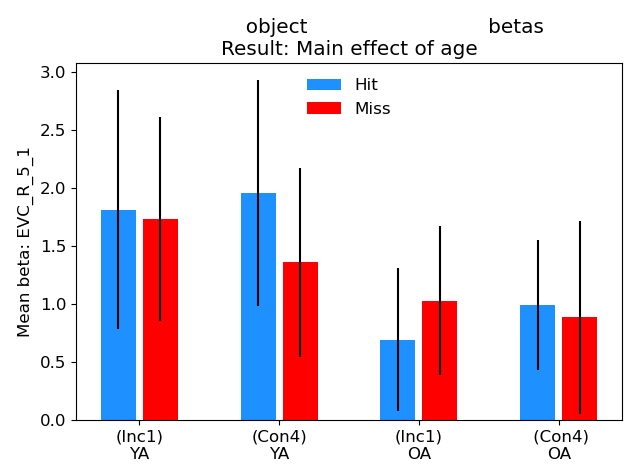 object betas
Result: Main effect of age
Hit
Miss
Mean beta: EVC_R_5_1
3.0
2.5
2.0
1.5
1.0
0.5
0.0
(Inc1) (Con4) (Inc1) (Con4)
YA YA OA OA